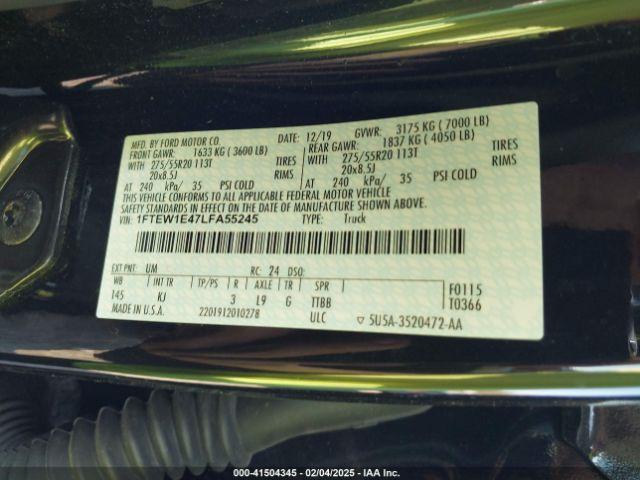 MFD. BY FORD MOTOR CO. DATE: 12/19 GVWR: 3175 KG ( 7000 LB)
FRONT GAWR: 1633 KG ( 3600 LB) REAR GAWR: 1837 KG ( 4050 LB)
WITH 275/55R20 113T TIRES WITH 275/55R20 113T TIRES
20x8.5J RIMS 20x8.5J RIMS
AT 240 kPa/ 35 PSI COLD AT 240 kPa/ 35 PSI COLD
THIS VEHICLE CONFORMS TO ALL APPLICABLE FEDERAL MOTOR VEHICLE
SAFETY STANDARDS IN EFFECT ON THE DATE OF MANUFACTURE SHOWN ABOVE.
VIN: 1FTEW1E47LFA55245 TYPE: Truck
EXT PNT: UM RC: 24 DSO:
WB INT TR TP/PS R AXLE TR SPR F0115
145 KJ 3 L9 G TTBB T0366
MADE IN U.S.A. 2201912010278 ULC ▽ 5U5A-3520472-AA
000-41504345 - 02/04/2025 - IAA Inc.